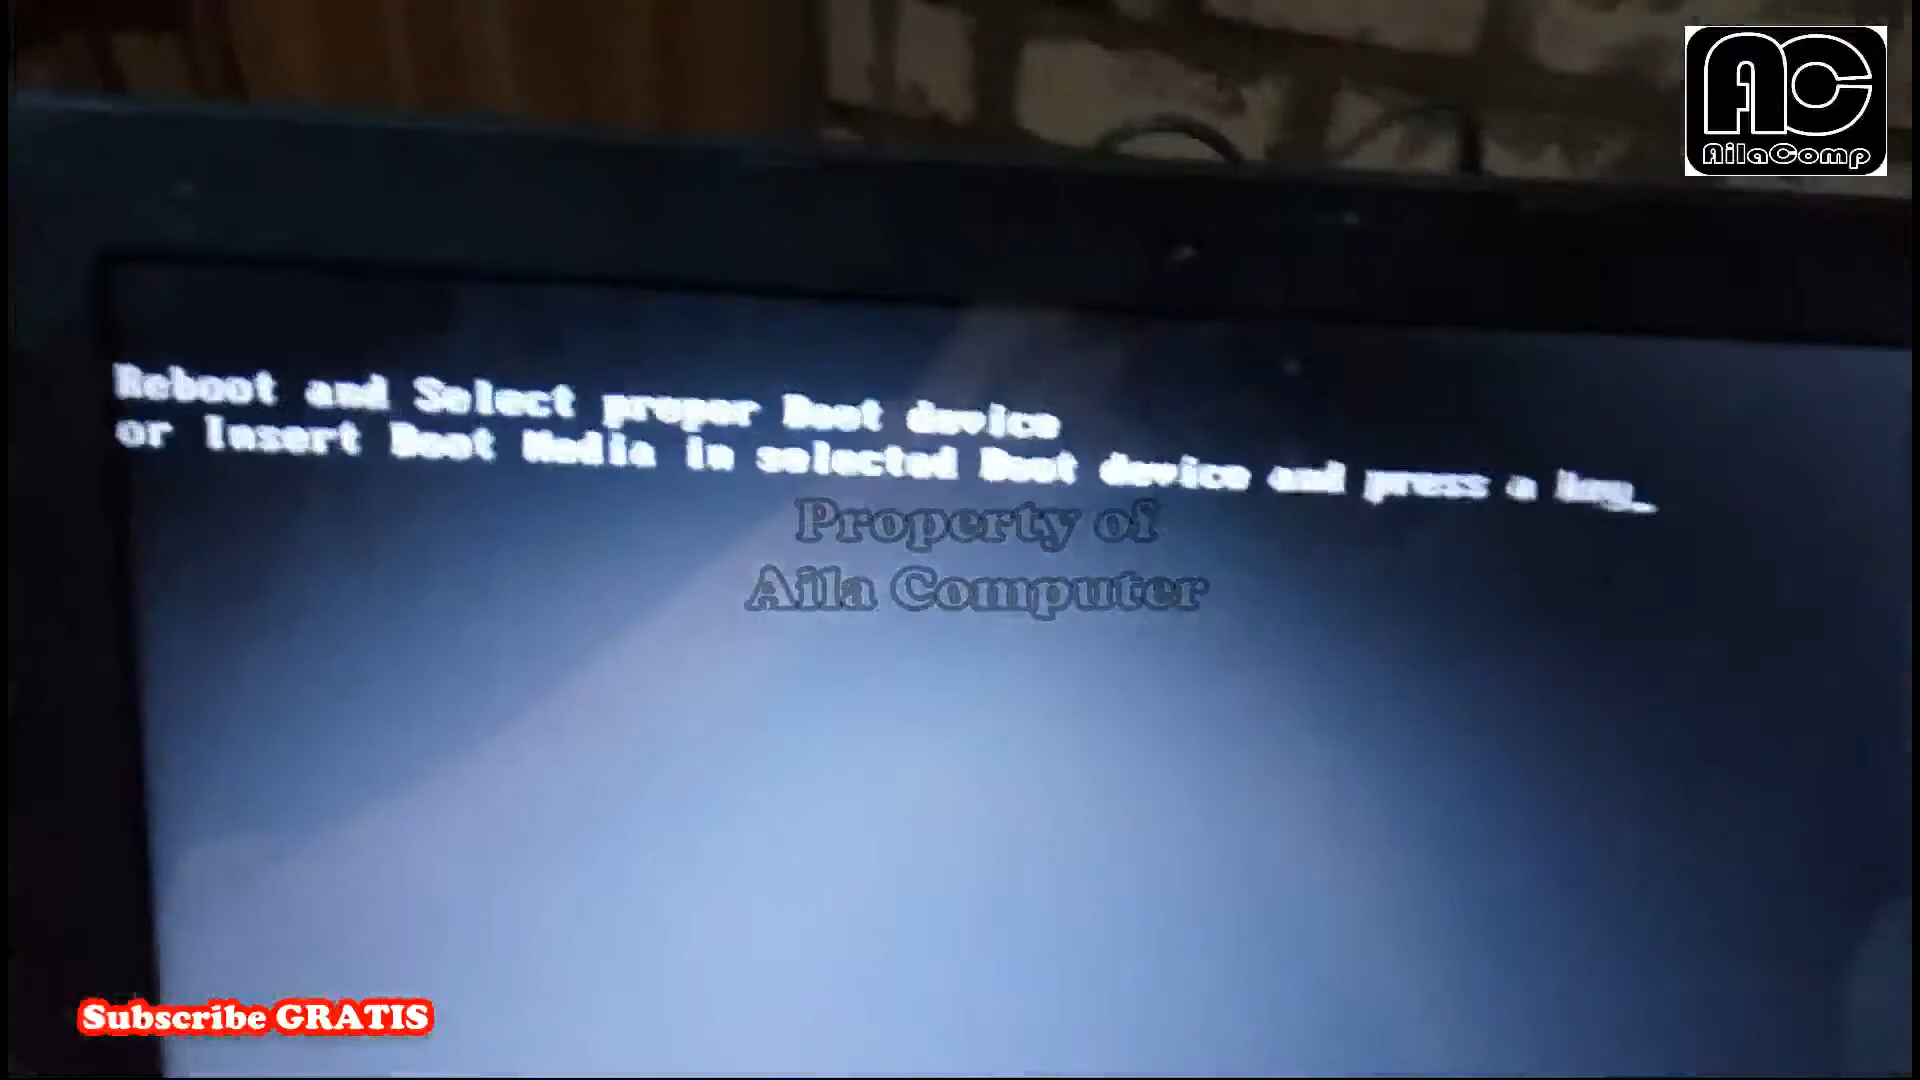 AC
AilaComp
Reboot and Select proper Boot device
or Insert Boot Media in selected Boot device and press a key_
Property of
Aila Computer
Subscribe GRATIS